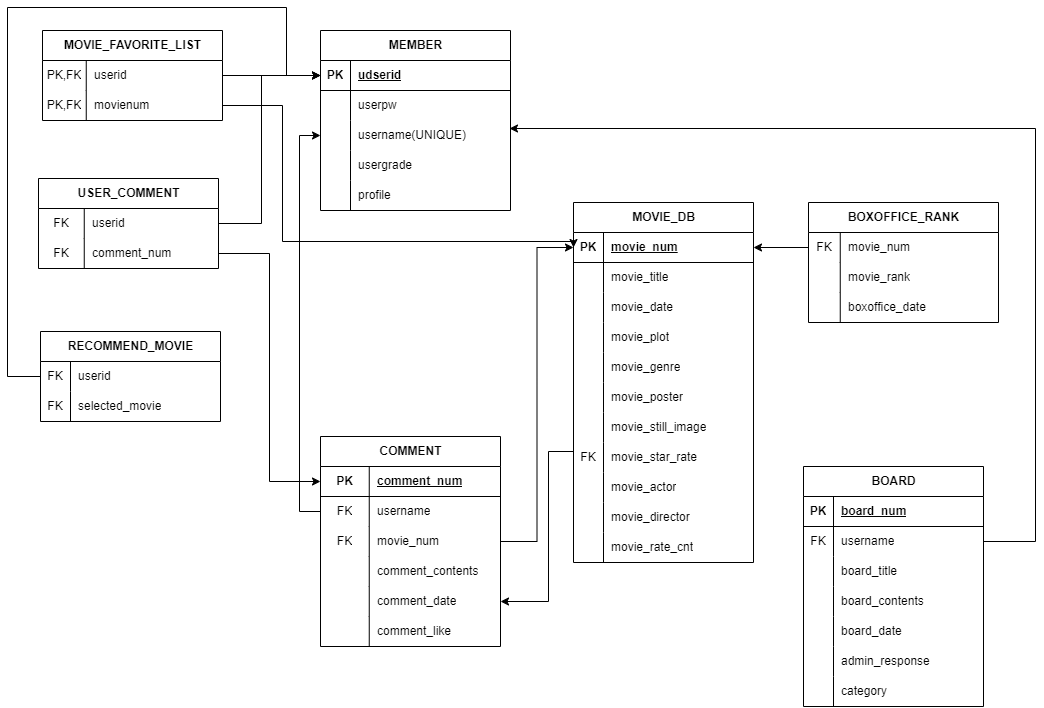 MOVIE_FAVORITE_LIST
PK,FK userid
PK,FK movienum
MEMBER
PK udserid
userpw
username(UNIQUE)
usergrade
profile
USER_COMMENT
FK userid
FK comment_num
MOVIE_DB
PK movie_num
movie_title
movie_date
movie_plot
movie_genre
movie_poster
movie_still_image
FK movie_star_rate
movie_actor
movie_director
movie_rate_cnt
BOXOFFICE_RANK
FK movie_num
movie_rank
boxoffice_date
RECOMMEND_MOVIE
FK userid
FK selected_movie
COMMENT
PK comment_num
FK username
FK movie_num
comment_contents
comment_date
comment_like
BOARD
PK board_num
FK username
board_title
board_contents
board_date
admin_response
category